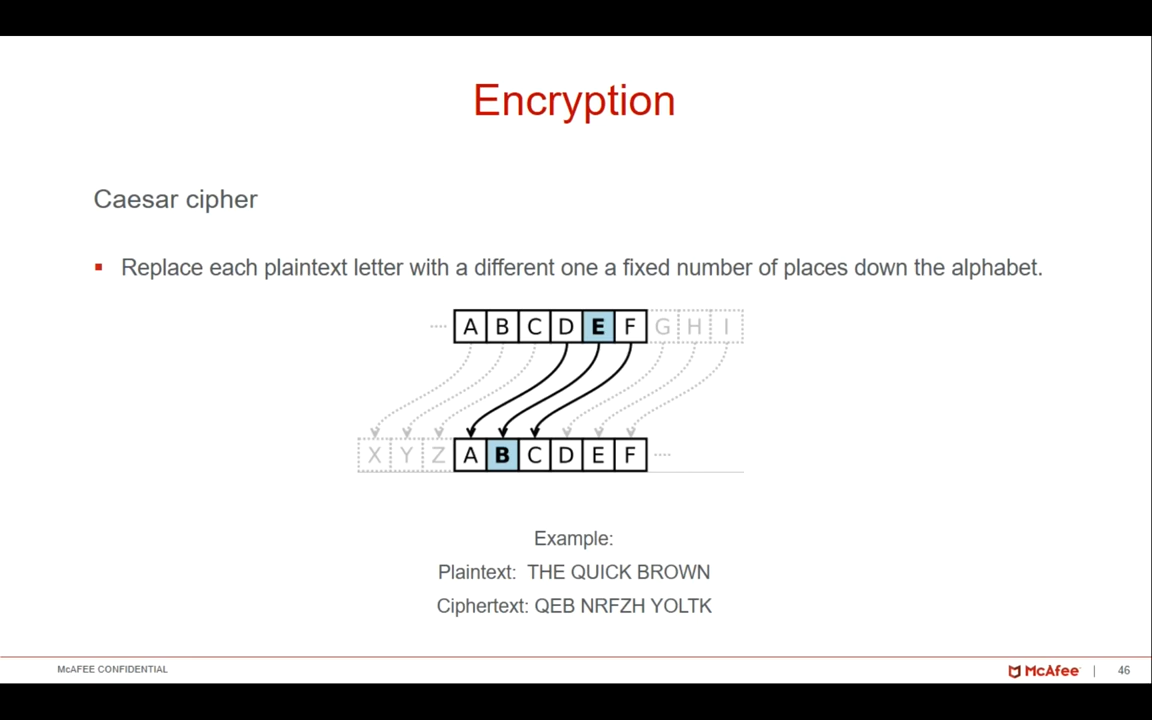 Encryption
Caesar cipher
▪ Replace each plaintext letter with a different one a fixed number of places down the alphabet.
.... A B C D E F G H I
X Y Z A B C D E F ....
Example:
Plaintext: THE QUICK BROWN
Ciphertext: QEB NRFZH YOLTK
McAFEE CONFIDENTIAL
McAfee | 46